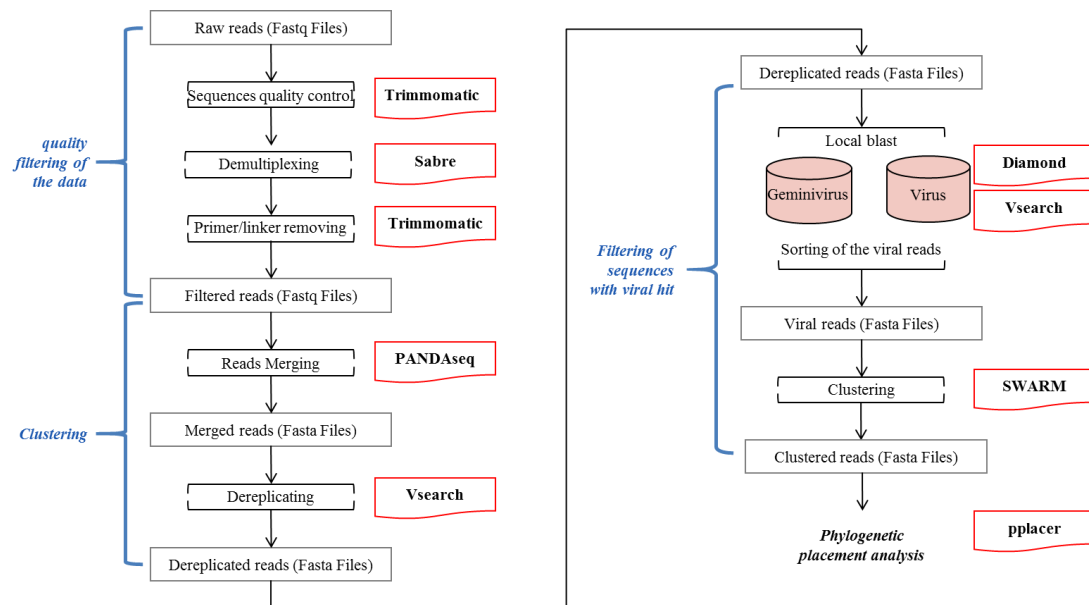 Raw reads (Fastq Files)
Sequences quality control
Trimmomatic
quality
filtering of
the data
Demultiplexing
Sabre
Primer/linker removing
Trimmomatic
Filtered reads (Fastq Files)
Reads Merging
PANDAseq
Clustering
Merged reads (Fasta Files)
Dereplicating
Vsearch
Dereplicated reads (Fasta Files)
Dereplicated reads (Fasta Files)
Local blast
Geminivirus
Virus
Diamond
Vsearch
Filtering of
sequences
with viral hit
Sorting of the viral reads
Viral reads (Fasta Files)
Clustering
SWARM
Clustered reads (Fasta Files)
Phylogenetic
placement analysis
pplacer